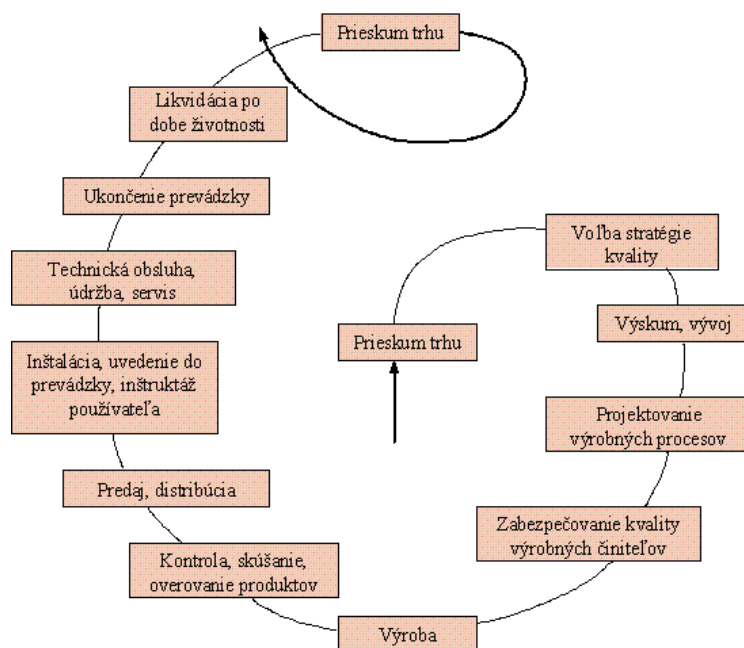 Prieskum trhu
Likvidácia po
dobe životnosti
Ukončenie prevádzky
Technická obsluha,
údržba, servis
Inštalácia, uvedenie do
prevádzky, inštruktáž
používateľa
Predaj, distribúcia
Kontrola, skúšanie,
overovanie produktov
Výroba
Zabezpečovanie kvality
výrobných činiteľov
Projektovanie
výrobných procesov
Výskum, vývoj
Voľba stratégie
kvality
Prieskum trhu